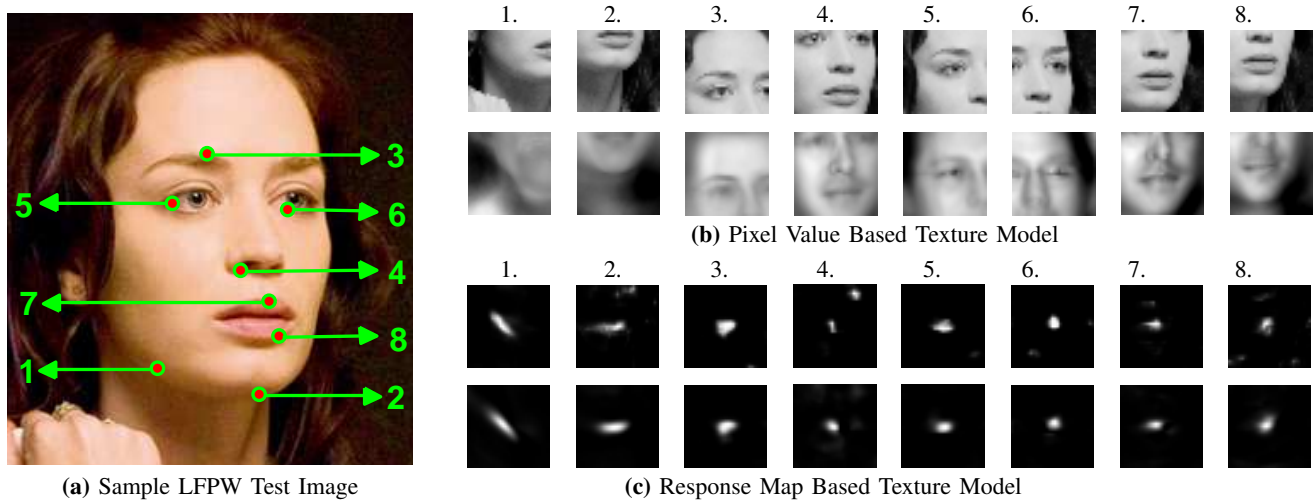 1. 2. 3. 4. 5. 6. 7. 8.
3
5
6
4
7
8
1
2
(b) Pixel Value Based Texture Model
1. 2. 3. 4. 5. 6. 7. 8.
(a) Sample LFPW Test Image
(c) Response Map Based Texture Model